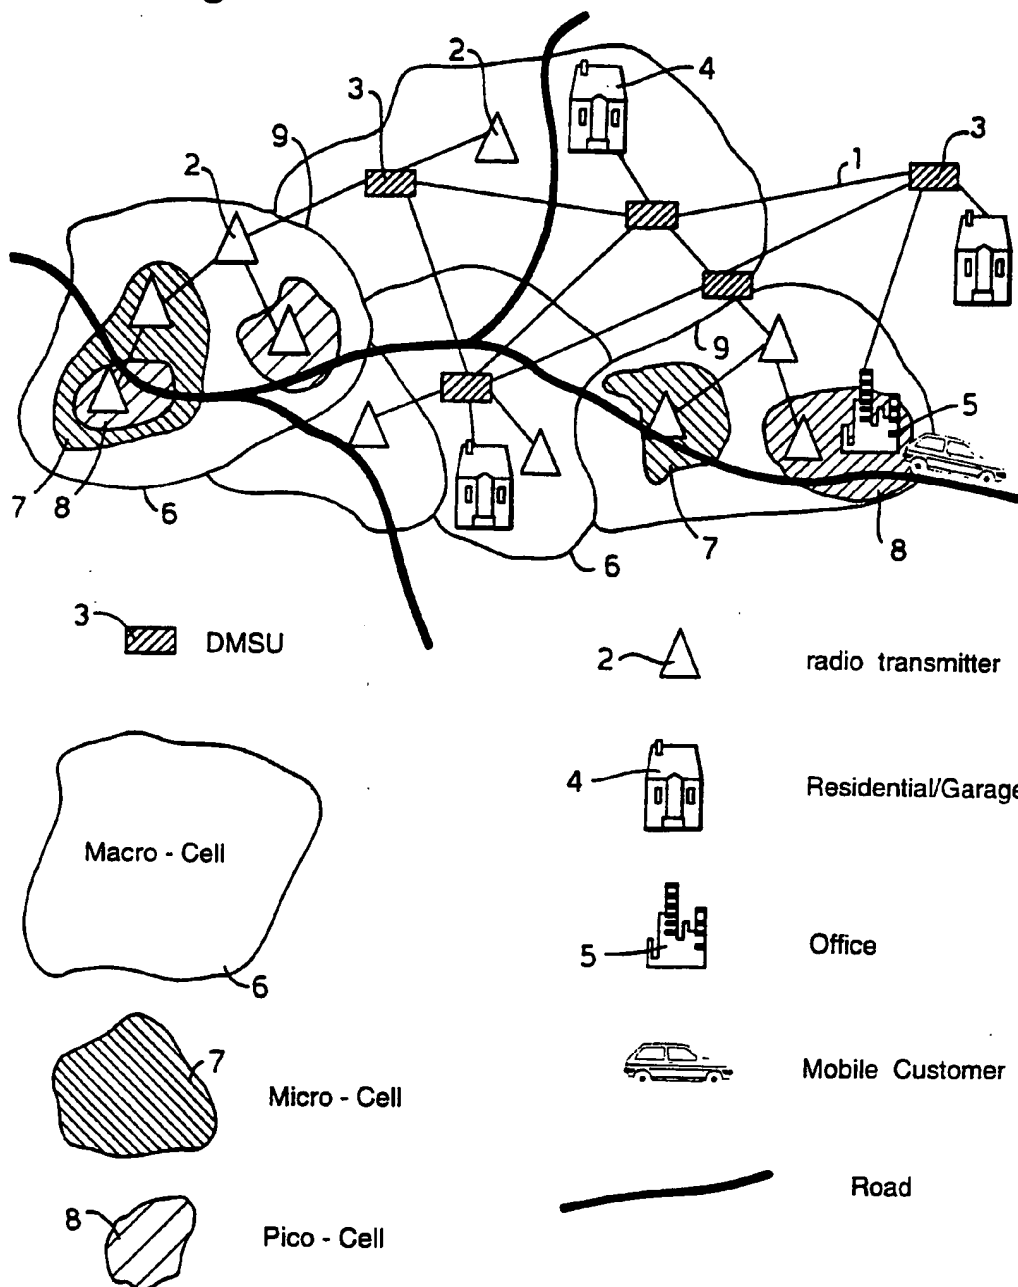 2
4
3
3
9
1
2
9
5
7
8
6
7
8
6
3
DMSU
2
radio transmitter
4
Residential/Garage
Macro - Cell
6
5
Office
7
Micro - Cell
Mobile Customer
8
Pico - Cell
Road